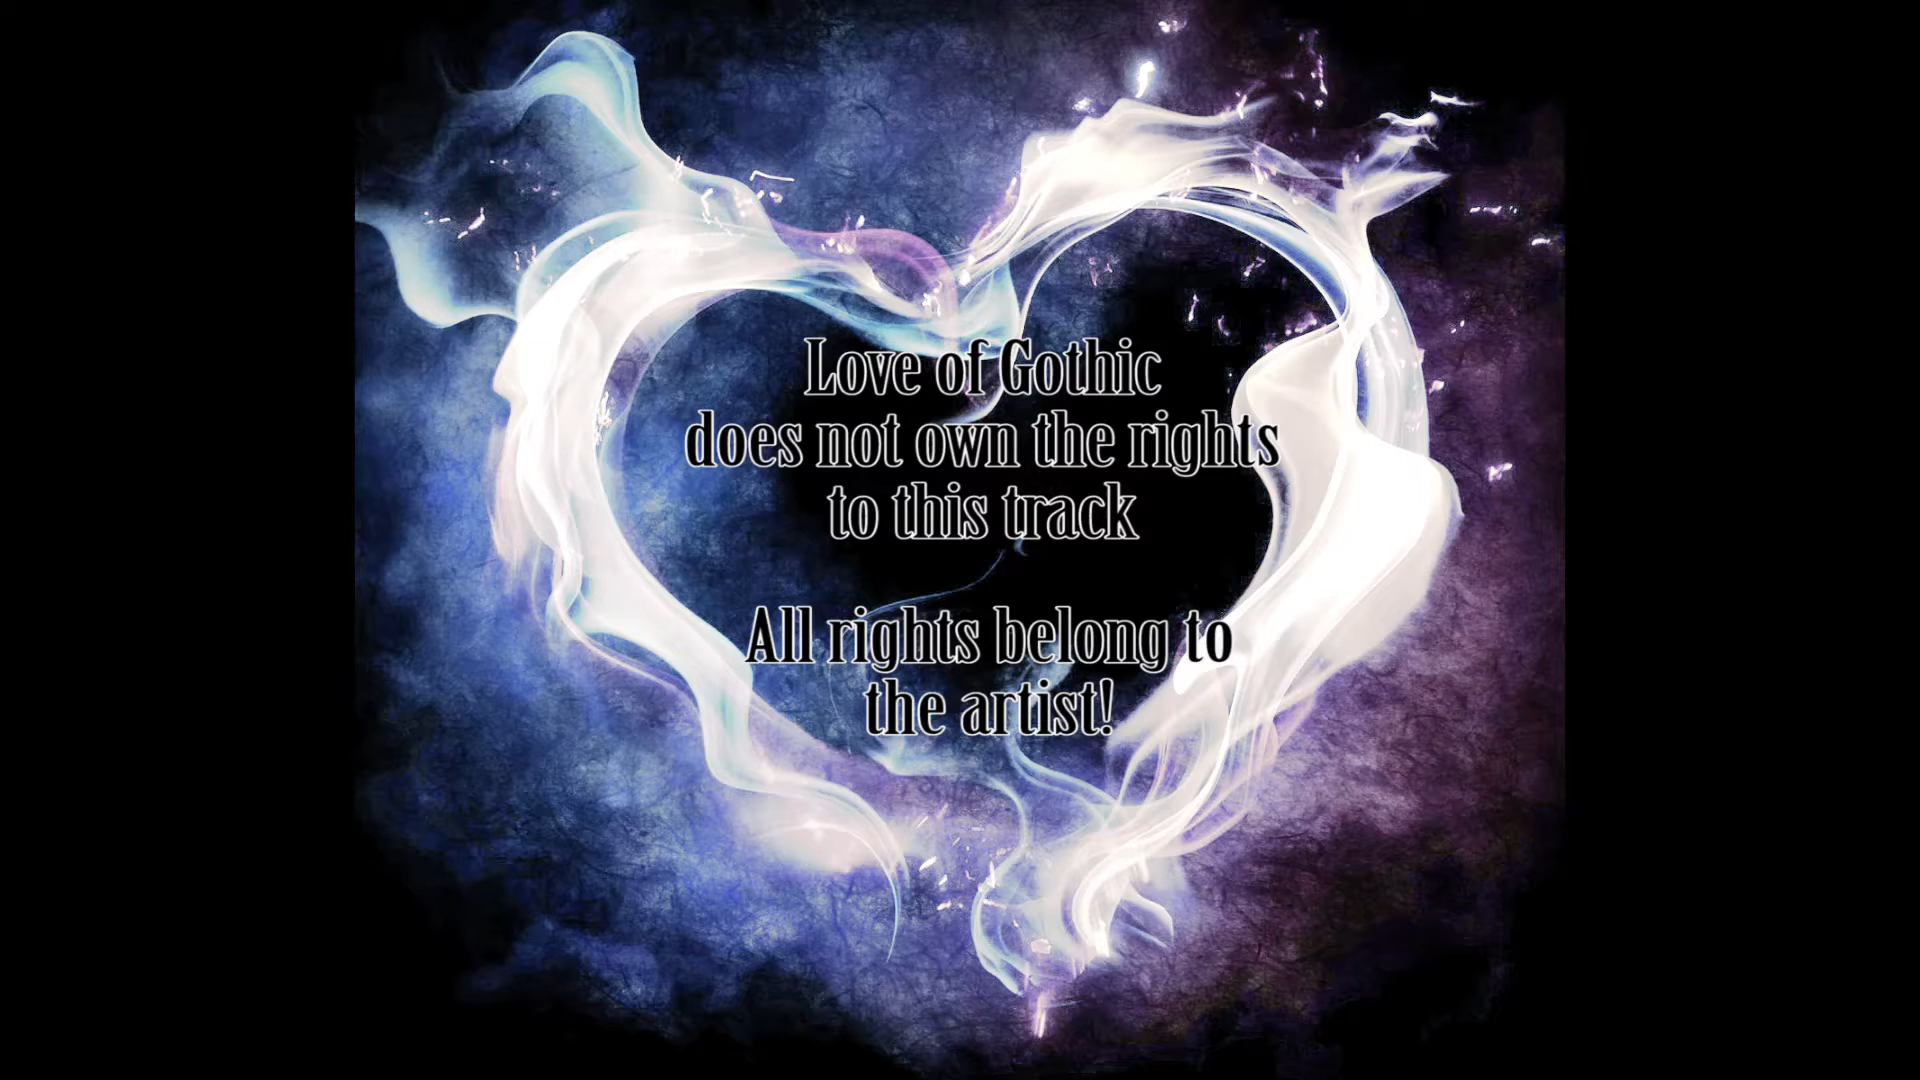 Love of Gothic
does not own the rights
to this track
All rights belong to
the artist!